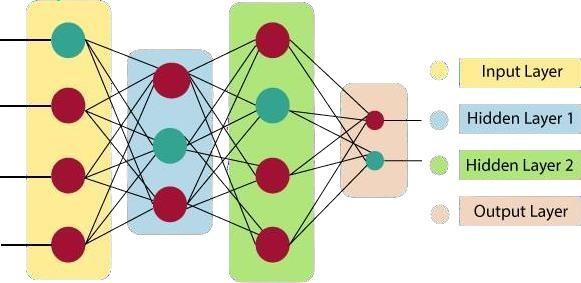 Input Layer
Hidden Layer 1
Hidden Layer 2
Output Layer